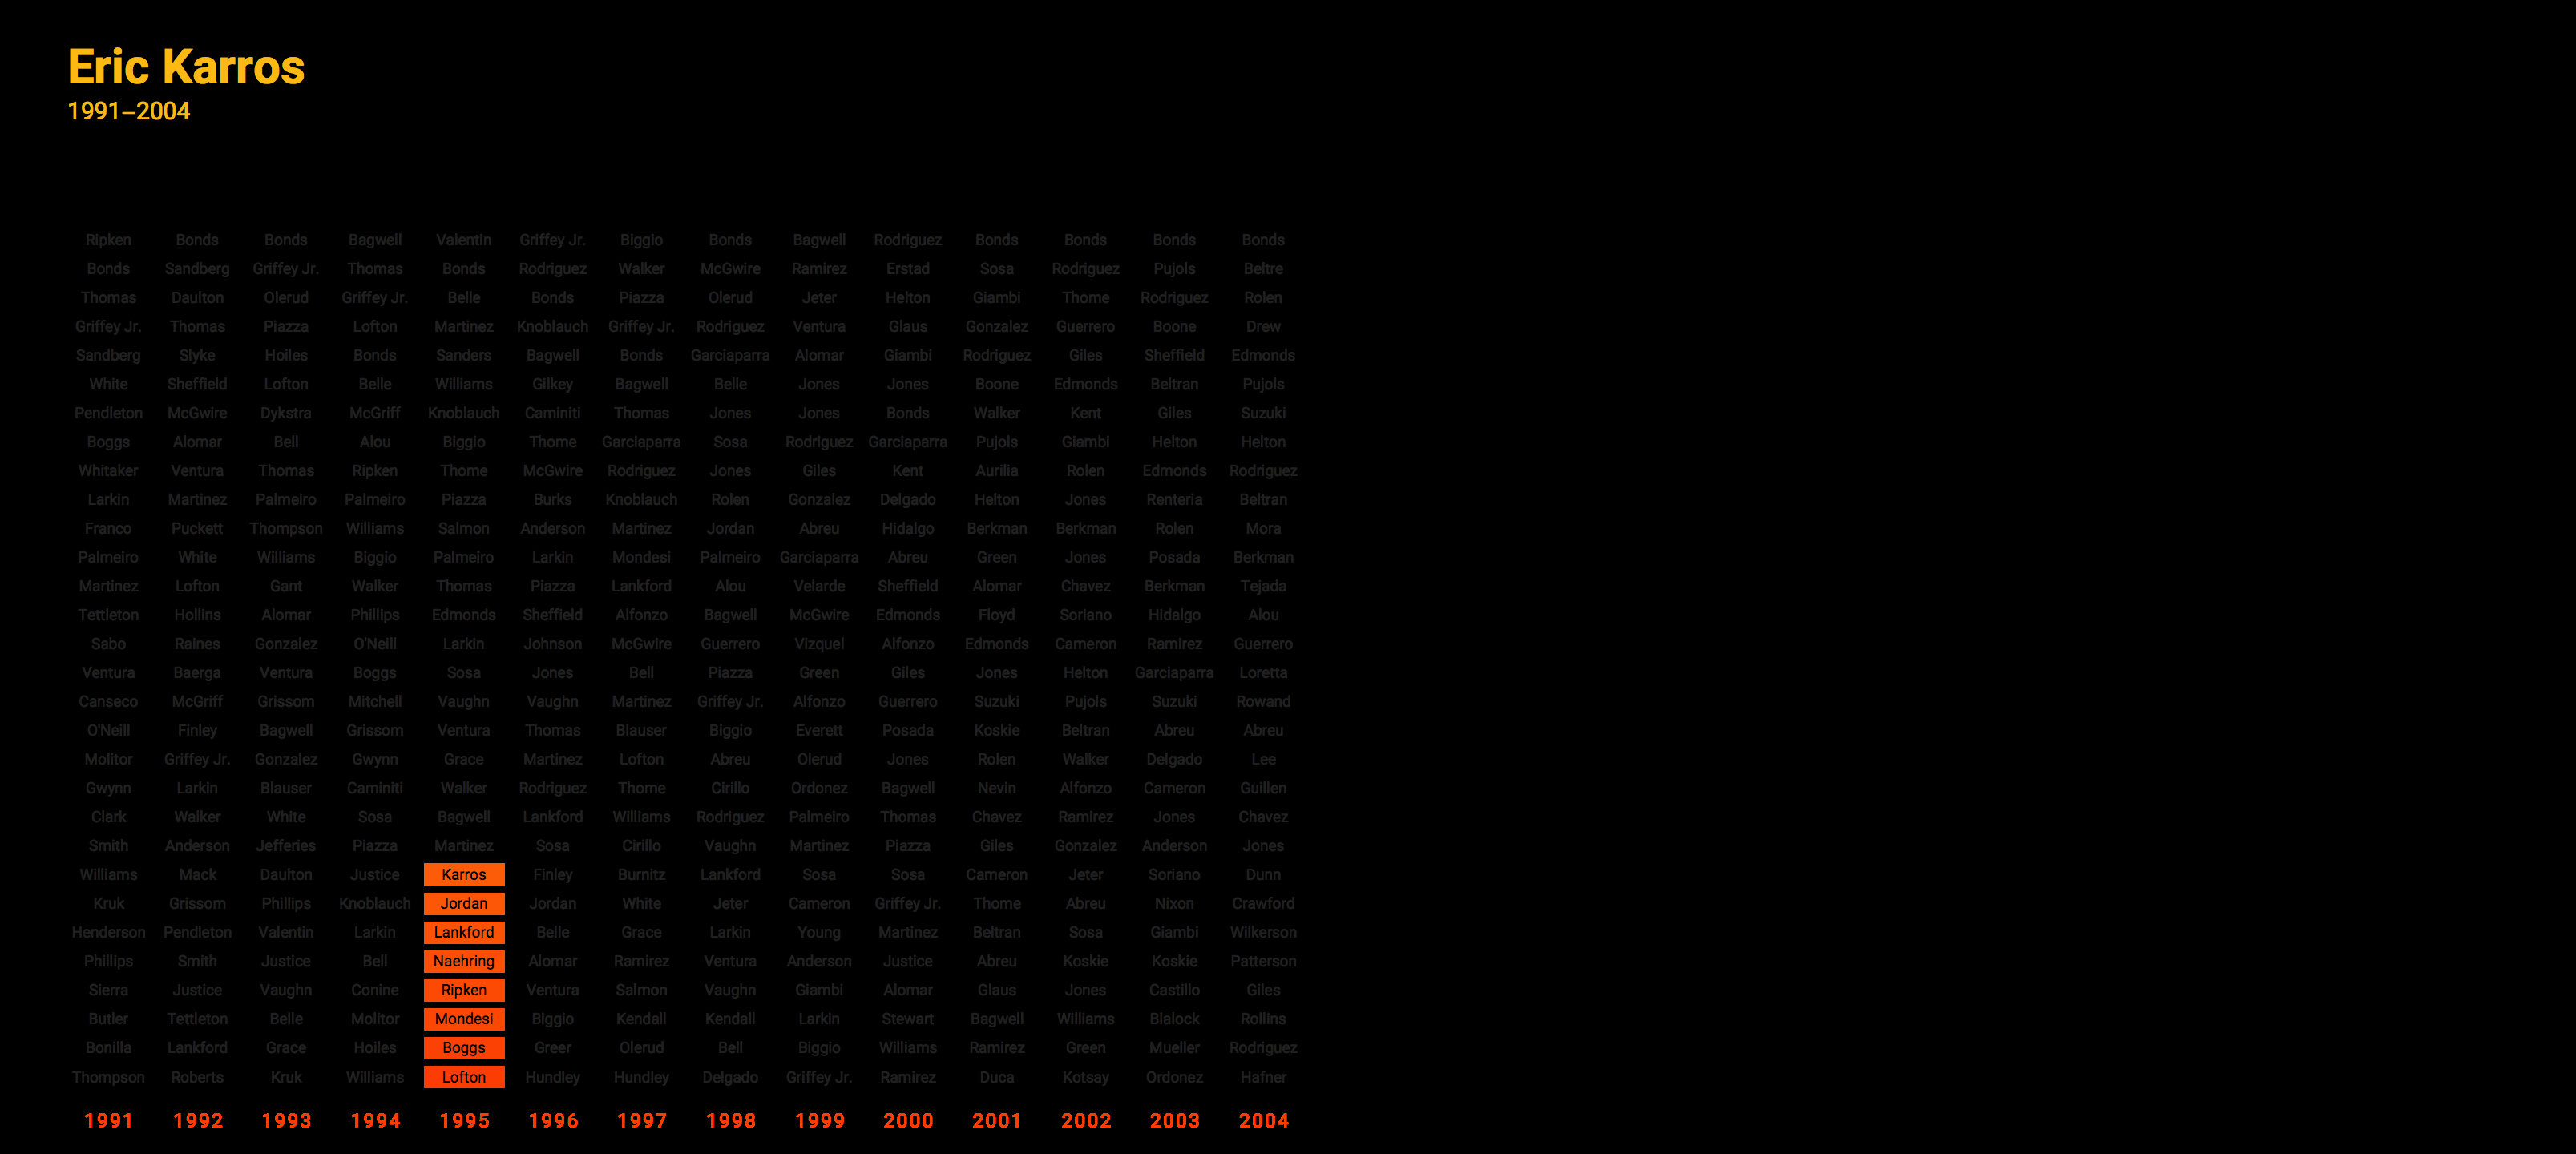 Eric Karros
1991–2004
Ripken Bonds Bonds Bagwell Valentin Griffey Jr. Biggio Bonds Bagwell Rodriguez Bonds Bonds Bonds Bonds
Bonds Sandberg Griffey Jr. Thomas Bonds Rodriguez Walker McGwire Ramirez Erstad Sosa Rodriguez Pujols Beltre
Thomas Daulton Olerud Griffey Jr. Belle Bonds Piazza Olerud Jeter Helton Giambi Thome Rodriguez Rolen
Griffey Jr. Thomas Piazza Lofton Martinez Knoblauch Griffey Jr. Rodriguez Ventura Glaus Gonzalez Guerrero Boone Drew
Sandberg Slyke Hoiles Bonds Sanders Bagwell Bonds Garciaparra Alomar Giambi Rodriguez Giles Sheffield Edmonds
White Sheffield Lofton Belle Williams Gilkey Bagwell Belle Jones Jones Boone Edmonds Beltran Pujols
Pendleton McGwire Dykstra McGriff Knoblauch Caminiti Thomas Jones Jones Bonds Walker Kent Giles Suzuki
Boggs Alomar Bell Alou Biggio Thome Garciaparra Sosa Rodriguez Garciaparra Pujols Giambi Helton Helton
Whitaker Ventura Thomas Ripken Thome McGwire Rodriguez Jones Giles Kent Aurilia Rolen Edmonds Rodriguez
Larkin Martinez Palmeiro Palmeiro Piazza Burks Knoblauch Rolen Gonzalez Delgado Helton Jones Renteria Beltran
Franco Puckett Thompson Williams Salmon Anderson Martinez Jordan Abreu Hidalgo Berkman Berkman Rolen Mora
Palmeiro White Williams Biggio Palmeiro Larkin Mondesi Palmeiro Garciaparra Abreu Green Jones Posada Berkman
Martinez Lofton Gant Walker Thomas Piazza Lankford Alou Velarde Sheffield Alomar Chavez Berkman Tejada
Tettleton Hollins Alomar Phillips Edmonds Sheffield Alfonzo Bagwell McGwire Edmonds Floyd Soriano Hidalgo Alou
Sabo Raines Gonzalez O'Neill Larkin Johnson McGwire Guerrero Vizquel Alfonzo Edmonds Cameron Ramirez Guerrero
Ventura Baerga Ventura Boggs Sosa Jones Bell Piazza Green Giles Jones Helton Garciaparra Loretta
Canseco McGriff Grissom Mitchell Vaughn Vaughn Martinez Griffey Jr. Alfonzo Guerrero Suzuki Pujols Suzuki Rowand
O'Neill Finley Bagwell Grissom Ventura Thomas Blauser Biggio Everett Posada Koskie Beltran Abreu Abreu
Molitor Griffey Jr. Gonzalez Gwynn Grace Martinez Lofton Abreu Olerud Jones Rolen Walker Delgado Lee
Gwynn Larkin Blauser Caminiti Walker Rodriguez Thome Cirillo Ordonez Bagwell Nevin Alfonzo Cameron Guillen
Clark Walker White Sosa Bagwell Lankford Williams Rodriguez Palmeiro Thomas Chavez Ramirez Jones Chavez
Smith Anderson Jefferies Piazza Martinez Sosa Cirillo Vaughn Martinez Piazza Giles Gonzalez Anderson Jones
Williams Mack Daulton Justice Karros Finley Burnitz Lankford Sosa Sosa Cameron Jeter Soriano Dunn
Kruk Grissom Phillips Knoblauch Jordan Jordan White Jeter Cameron Griffey Jr. Thome Abreu Nixon Crawford
Henderson Pendleton Valentin Larkin Lankford Belle Grace Larkin Young Martinez Beltran Sosa Giambi Wilkerson
Phillips Smith Justice Bell Naehring Alomar Ramirez Ventura Anderson Justice Abreu Koskie Koskie Patterson
Sierra Justice Vaughn Conine Ripken Ventura Salmon Vaughn Giambi Alomar Glaus Jones Castillo Giles
Butler Tettleton Belle Molitor Mondesi Biggio Kendall Kendall Larkin Stewart Bagwell Williams Blalock Rollins
Bonilla Lankford Grace Hoiles Boggs Greer Olerud Bell Biggio Williams Ramirez Green Mueller Rodriguez
Thompson Roberts Kruk Williams Lofton Hundley Hundley Delgado Griffey Jr. Ramirez Duca Kotsay Ordonez Hafner
1991 1992 1993 1994 1995 1996 1997 1998 1999 2000 2001 2002 2003 2004